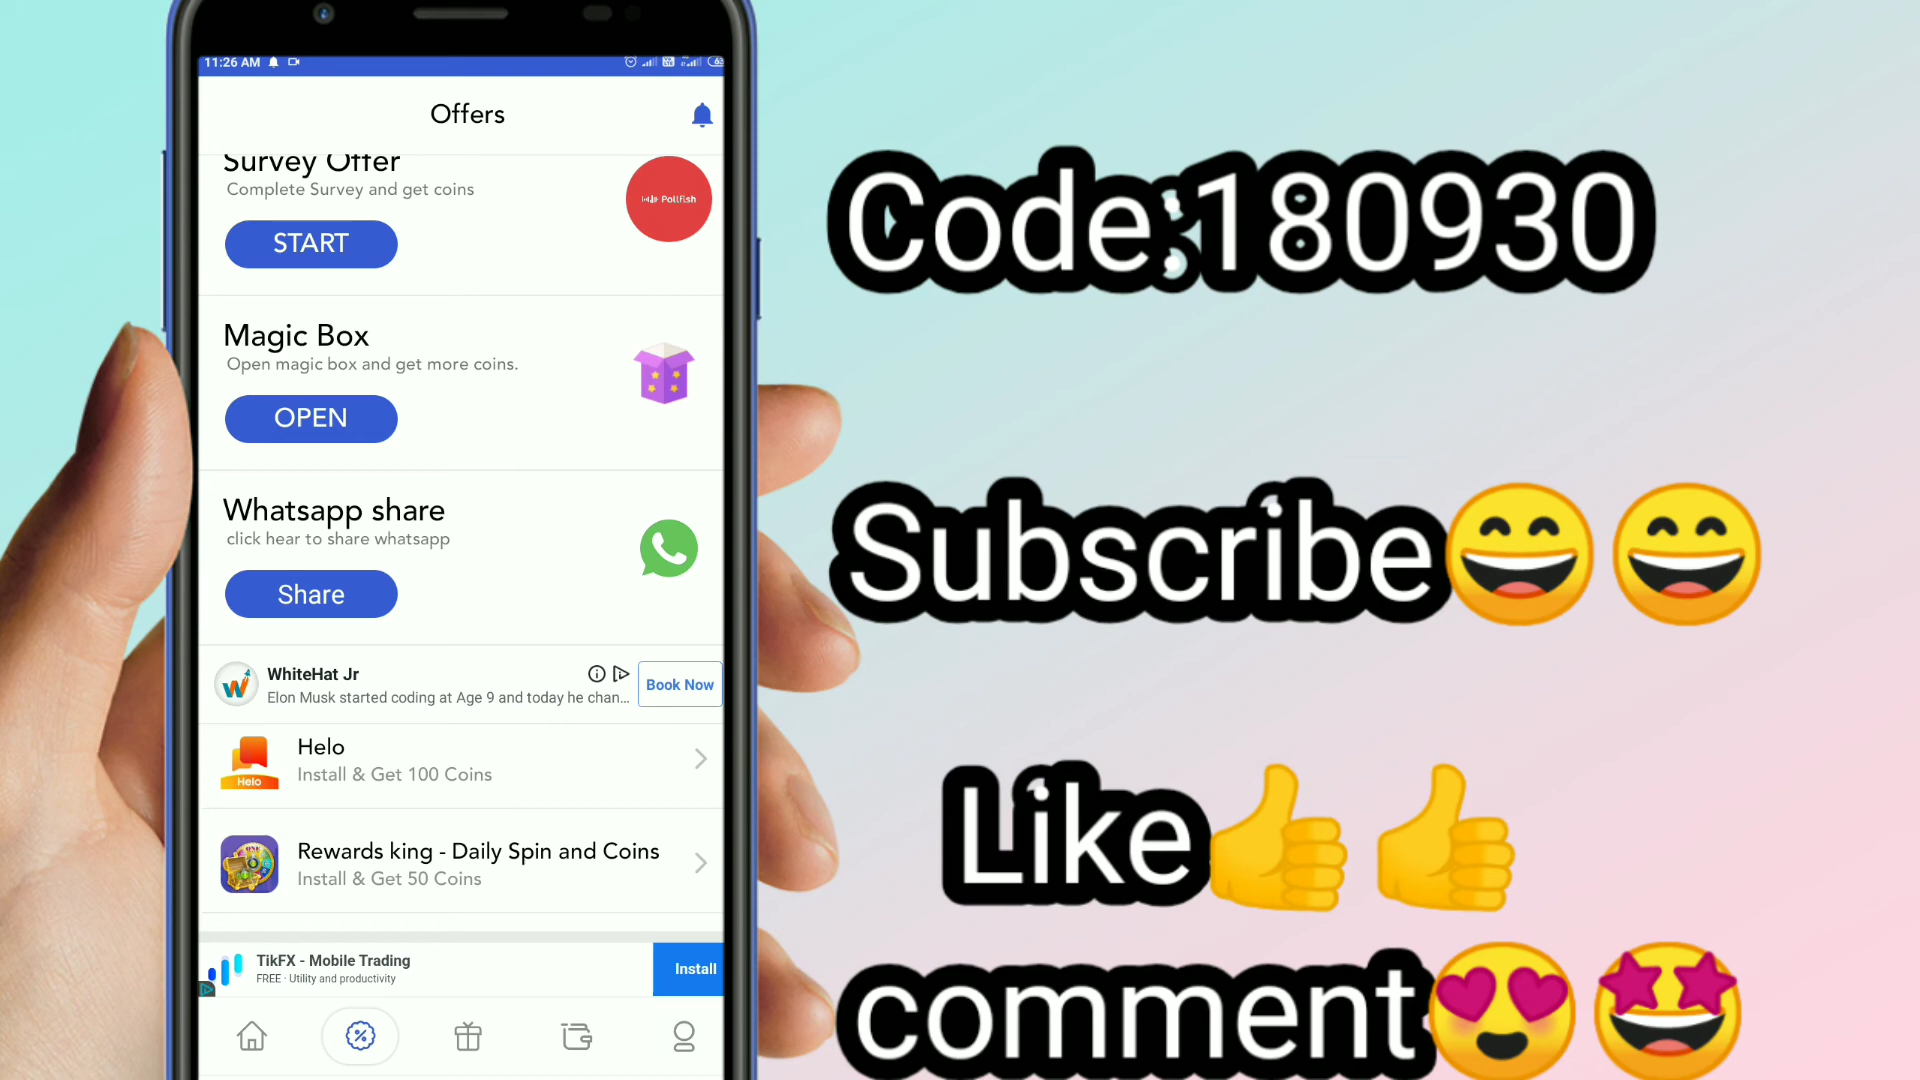 11:26 AM
Offers
Survey Offer
Complete Survey and get coins
Pollfish
START
Magic Box
Open magic box and get more coins.
OPEN
Whatsapp share
click hear to share whatsapp
Share
WhiteHat Jr
Elon Musk started coding at Age 9 and today he chan...
Book Now
Helo
Helo
Install & Get 100 Coins
Rewards king - Daily Spin and Coins
Install & Get 50 Coins
TikFX - Mobile Trading
FREE · Utility and productivity
Install
Code:180930
Subscribe😄😄
Like👍👍
comment😍🤩